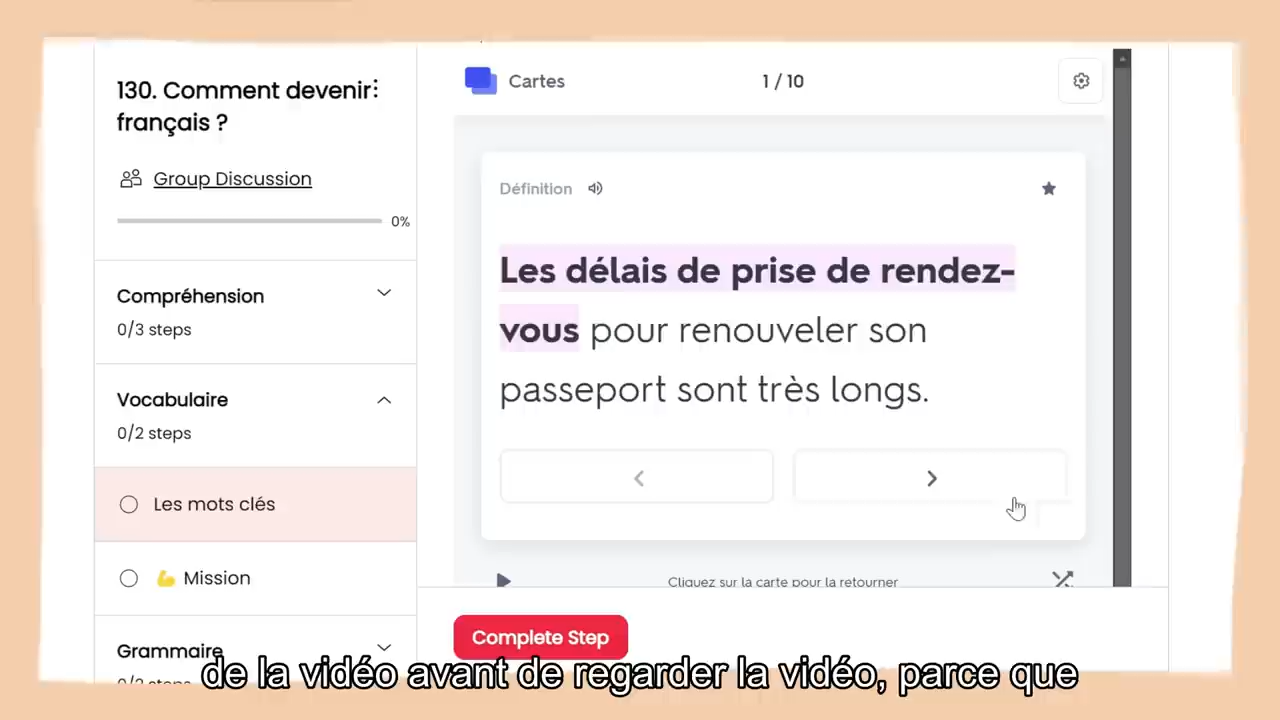 130. Comment devenir
français ?
Group Discussion
0%
Compréhension
0/3 steps
Vocabulaire
0/2 steps
Les mots clés
Mission
Grammaire
Cartes
1 / 10
Définition
Les délais de prise de rendez-
vous pour renouveler son
passeport sont très longs.
Cliquez sur la carte pour la retourner
Complete Step
de la vidéo avant de regarder la vidéo, parce que